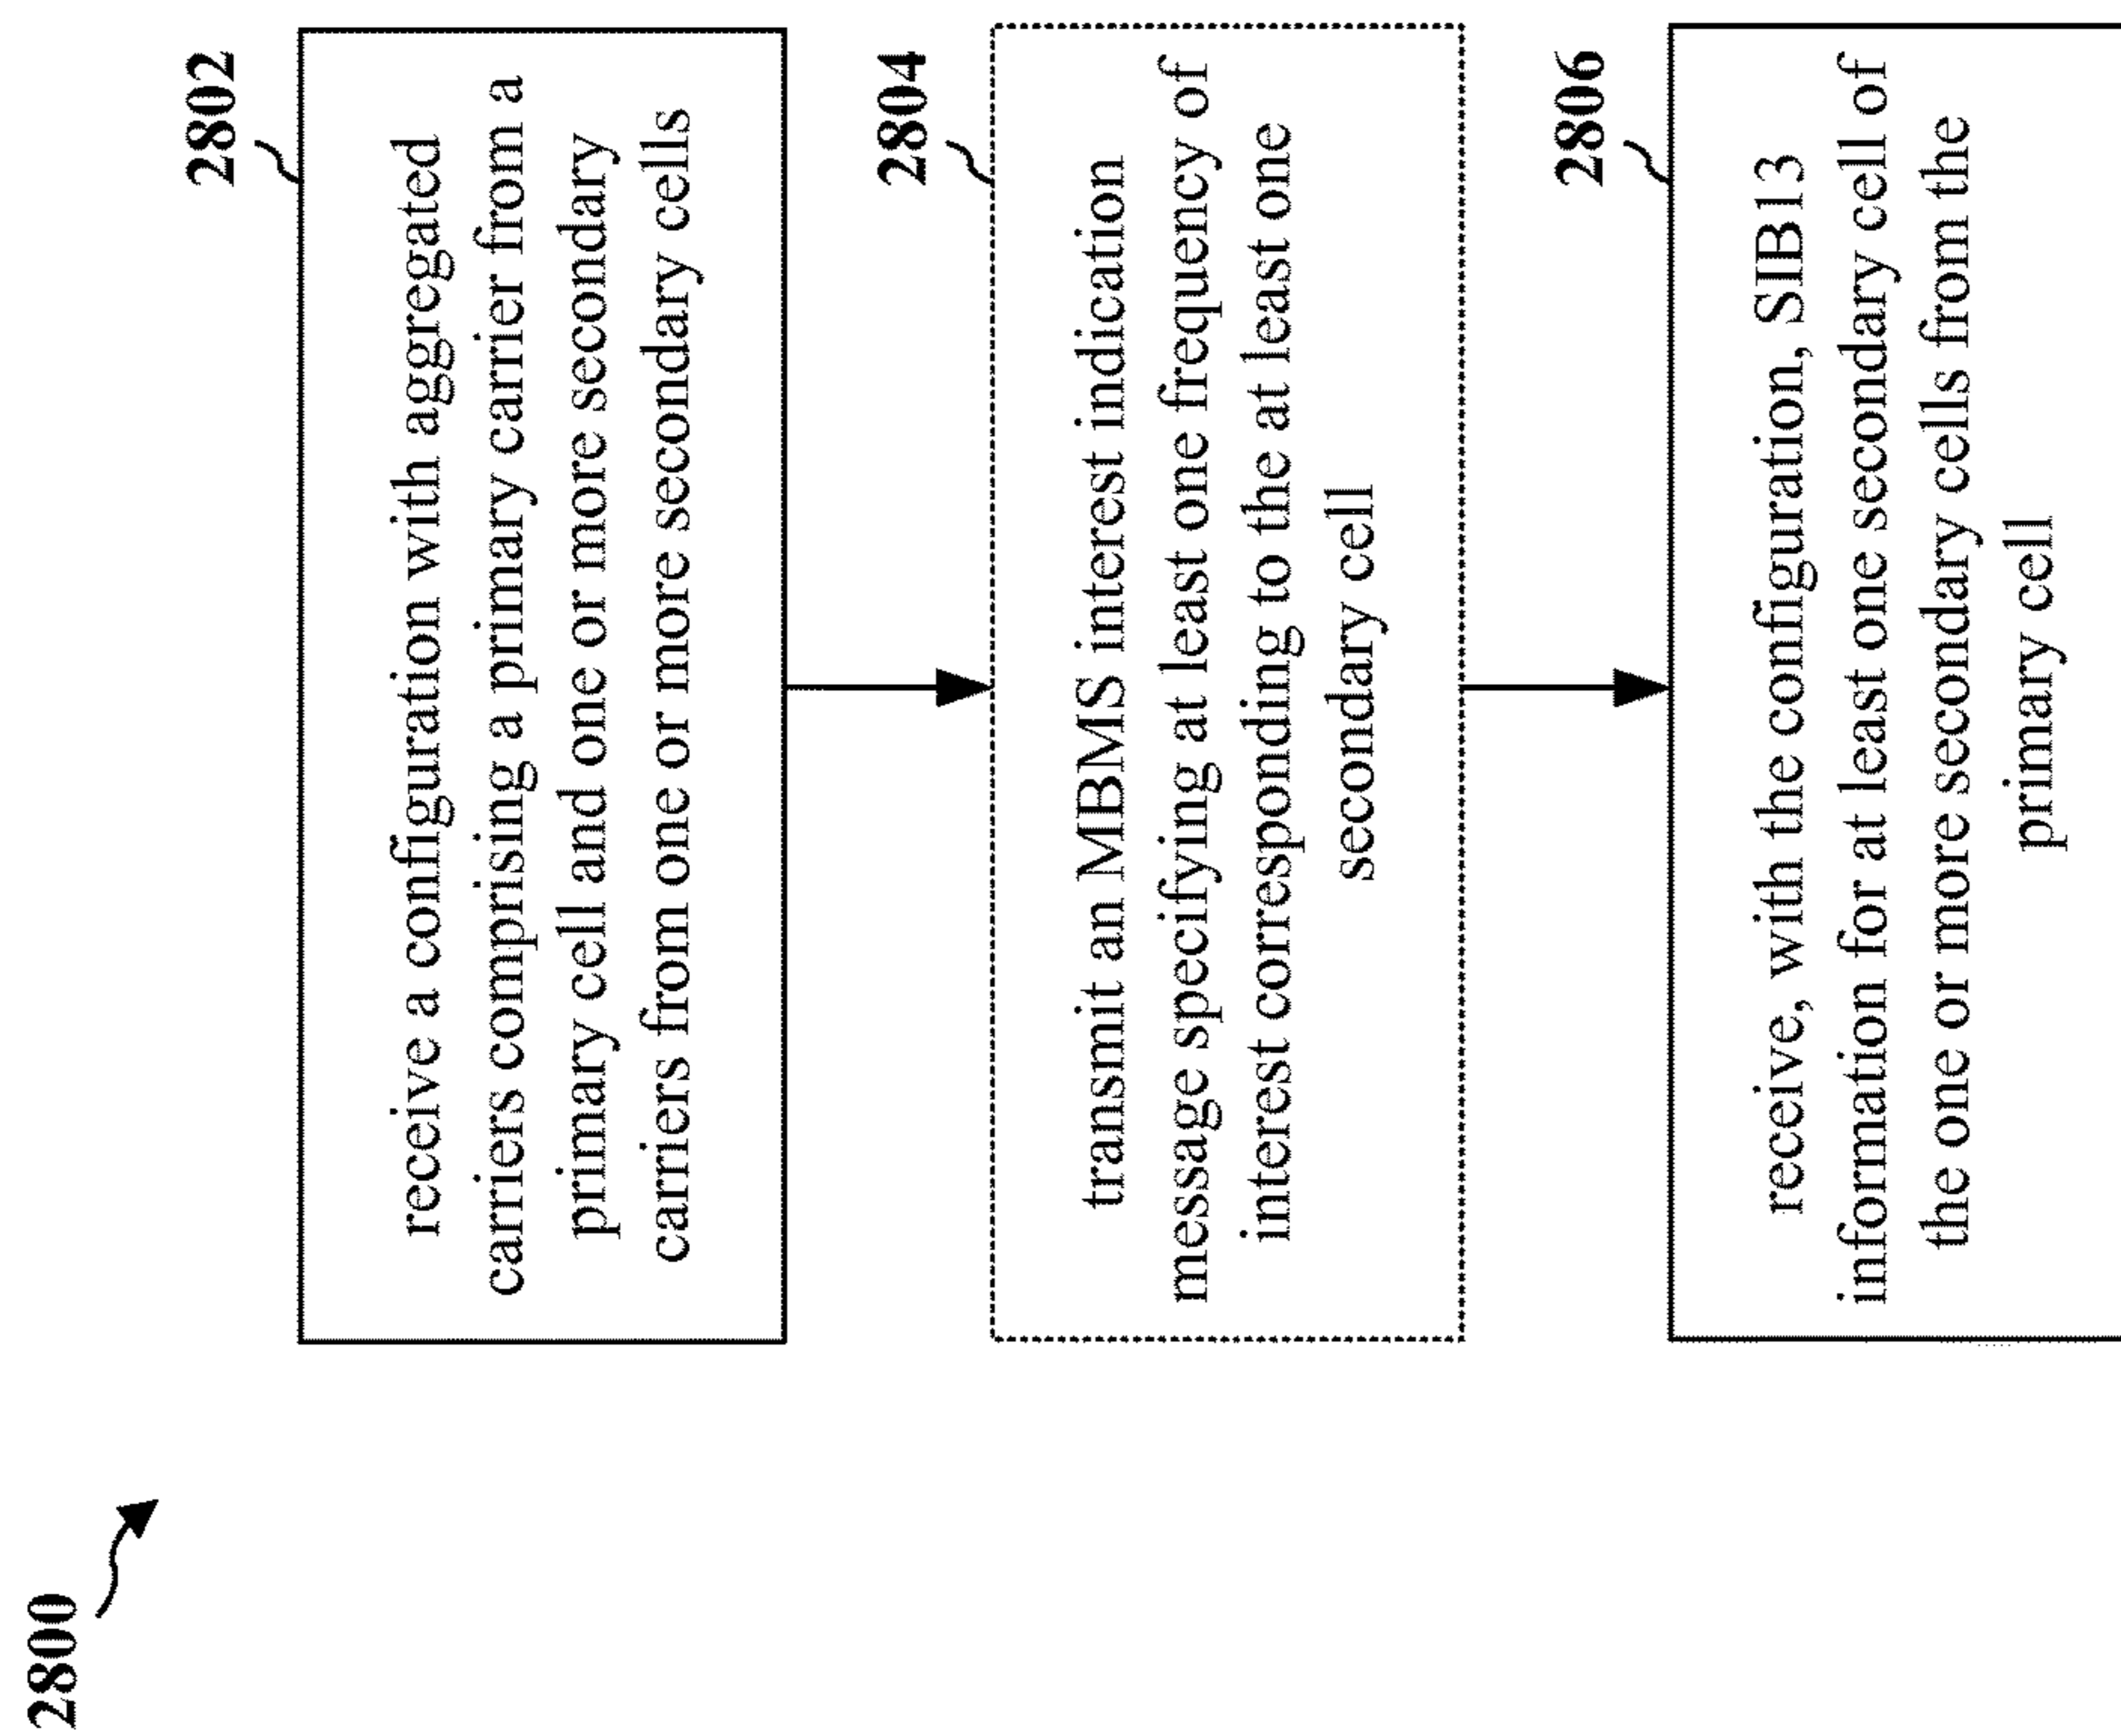 2800
2802
receive a configuration with aggregated
carriers comprising a primary carrier from a
primary cell and one or more secondary
carriers from one or more secondary cells
2804
transmit an MBMS interest indication
message specifying at least one frequency of
interest corresponding to the at least one
secondary cell
2806
receive, with the configuration, SIB13
information for at least one secondary cell of
the one or more secondary cells from the
primary cell